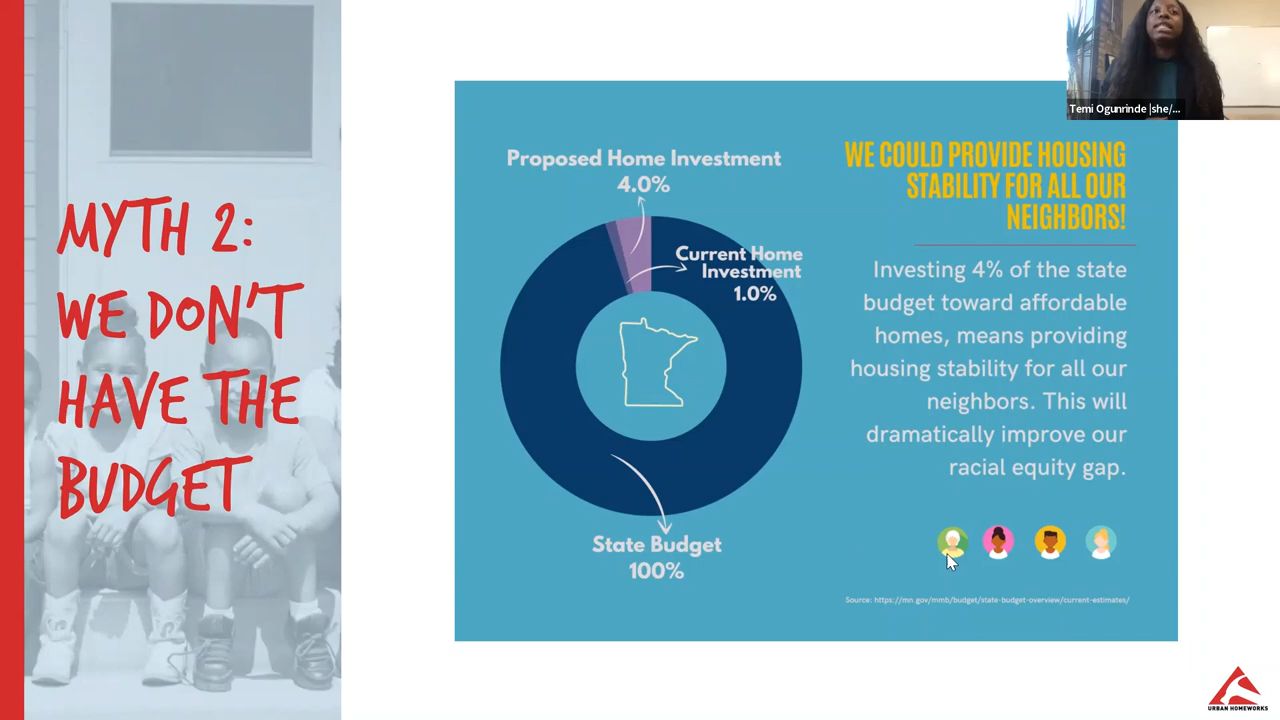 MYTH 2:
WE DON'T
HAVE THE
BUDGET
Proposed Home Investment
4.0%
Current Home
Investment
1.0%
State Budget
100%
WE COULD PROVIDE HOUSING
STABILITY FOR ALL OUR
NEIGHBORS!
Investing 4% of the state
budget toward affordable
homes, means providing
housing stability for all our
neighbors. This will
dramatically improve our
racial equity gap.
Source: https://mn.gov/mmb/budget/state-budget-overview/current-estimates/
Temi Ogunrinde |she/...
URBAN HOMEWORKS